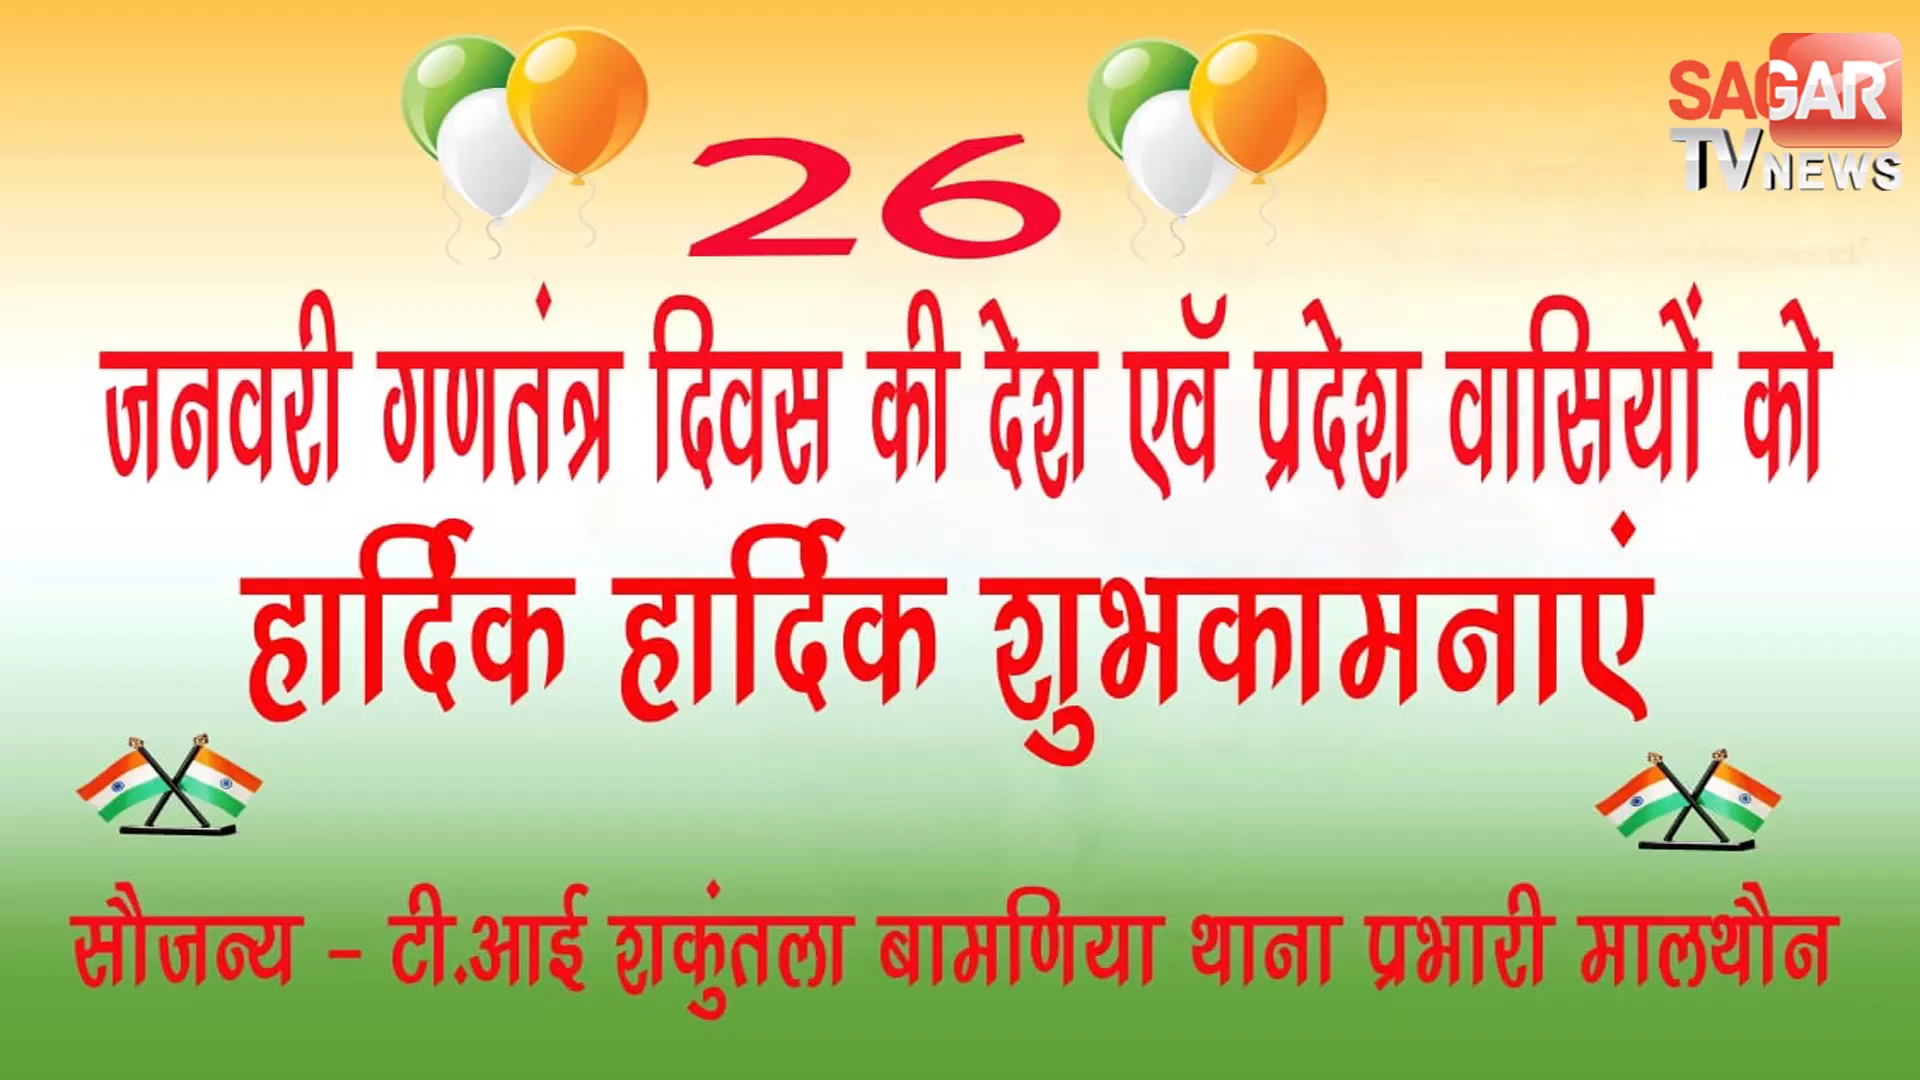 SAGAR
TV NEWS
26
जनवरी गणतंत्र दिवस की देश एवॅ प्रदेश वासियों को
हार्दिक हार्दिक शुभकामनाएं
सौजन्य - टी.आई शकुंतला बामणिया थाना प्रभारी मालथौन